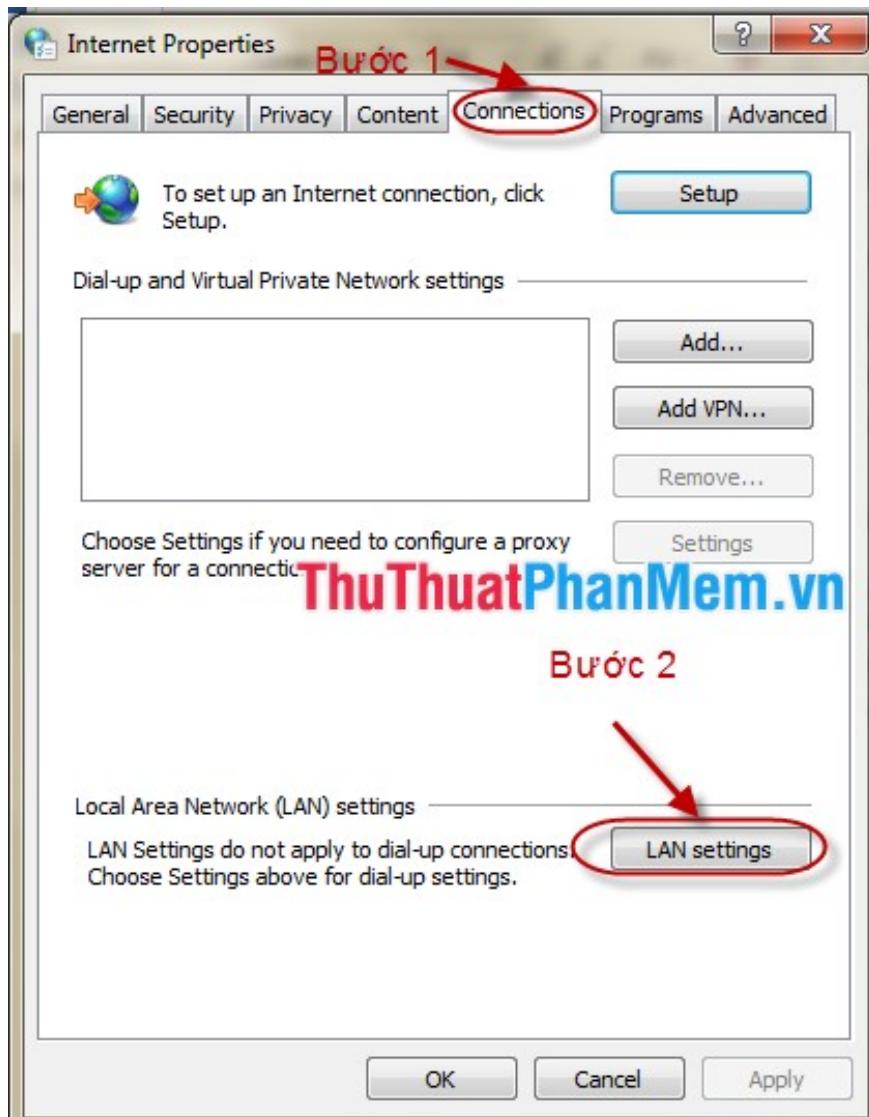 Internet Properties
Bước 1
General Security Privacy Content Connections Programs Advanced
To set up an Internet connection, click
Setup.
Setup
Dial-up and Virtual Private Network settings
Add...
Add VPN...
Remove...
Choose Settings if you need to configure a proxy
server for a connectio
Settings
ThuThuatPhanMem.vn
Bước 2
Local Area Network (LAN) settings
LAN Settings do not apply to dial-up connections.
Choose Settings above for dial-up settings.
LAN settings
OK Cancel Apply